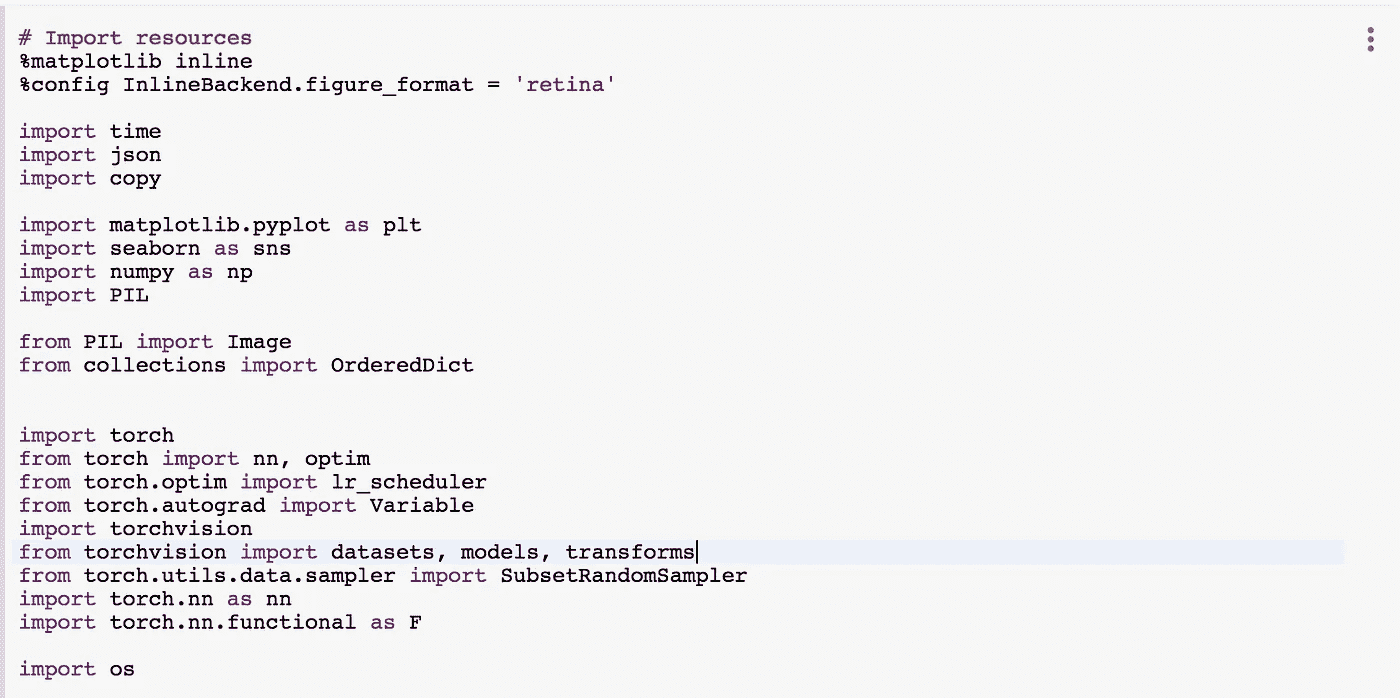 # Import resources
%matplotlib inline
%config InlineBackend.figure_format = 'retina'
import time
import json
import copy
import matplotlib.pyplot as plt
import seaborn as sns
import numpy as np
import PIL
from PIL import Image
from collections import OrderedDict
import torch
from torch import nn, optim
from torch.optim import lr_scheduler
from torch.autograd import Variable
import torchvision
from torchvision import datasets, models, transforms
from torch.utils.data.sampler import SubsetRandomSampler
import torch.nn as nn
import torch.nn.functional as F
import os